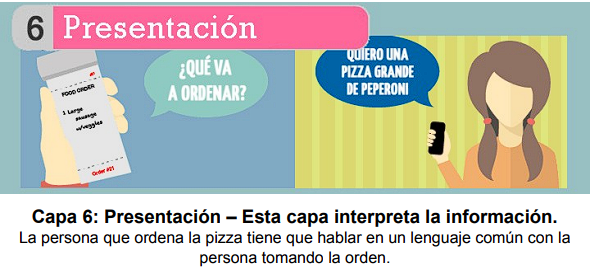 6 Presentación
¿QUÉ VA
A ORDENAR?
QUIERO UNA
PIZZA GRANDE
DE PEPERONI
#1
FOOD ORDER
1 Large
sausage
w/veggies
Order #21
Capa 6: Presentación – Esta capa interpreta la información.
La persona que ordena la pizza tiene que hablar en un lenguaje común con la
persona tomando la orden.